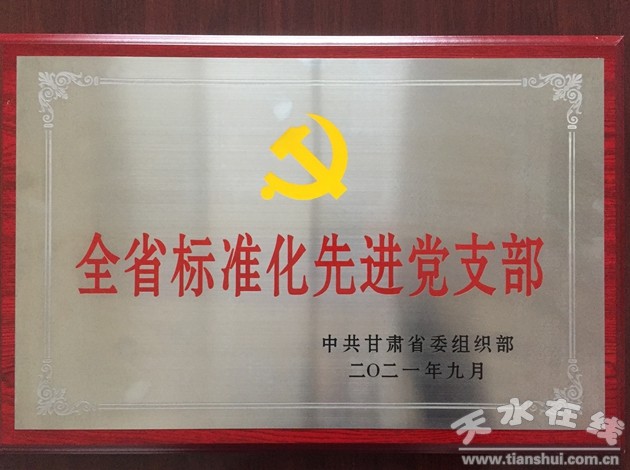 全省标准化先进党支部
中共甘肃省委组织部
二〇二一年九月
天水在线
www.tianshui.com.cn